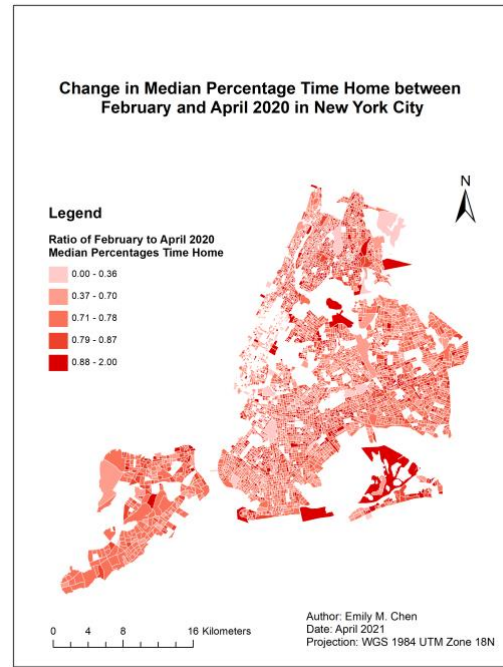 Change in Median Percentage Time Home between
February and April 2020 in New York City
N
Legend
Ratio of February to April 2020
Median Percentages Time Home
0.00 - 0.36
0.37 - 0.70
0.71 - 0.78
0.79 - 0.87
0.88 - 2.00
0 4 8 16 Kilometers
Author: Emily M. Chen
Date: April 2021
Projection: WGS 1984 UTM Zone 18N